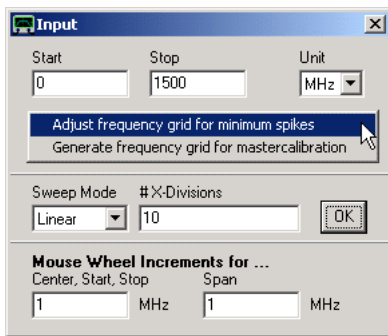 Input
Start Stop Unit
0 1500 MHz
Adjust frequency grid for minimum spikes
Generate frequency grid for mastercalibration
Sweep Mode #X-Divisions
Linear 10 OK
Mouse Wheel Increments for ...
Center, Start, Stop Span
1 MHz 1 MHz